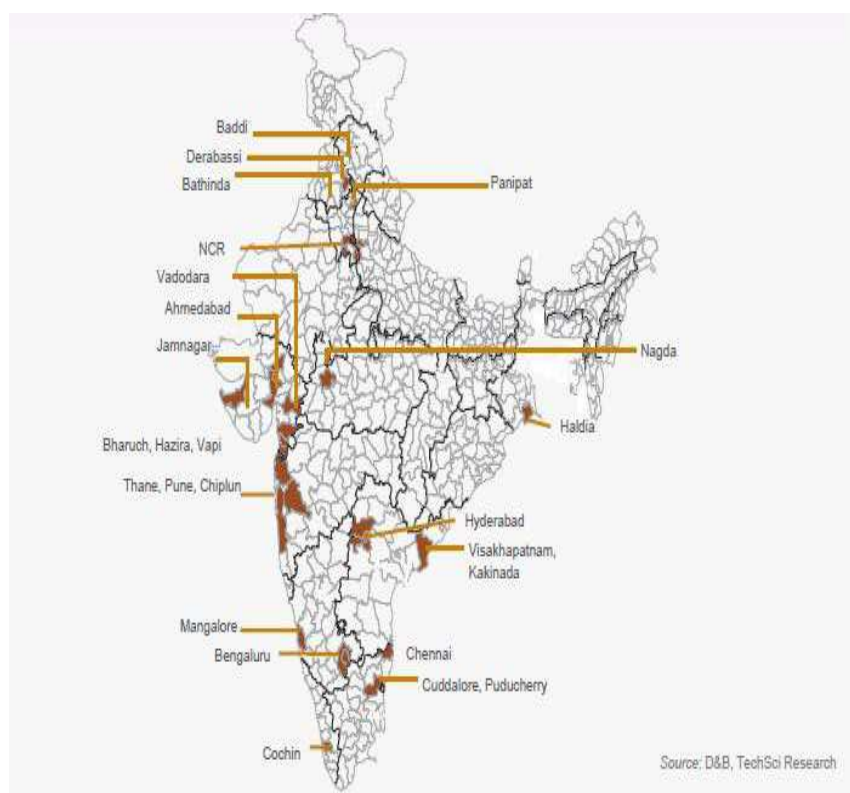 Baddi
Derabassi
Bathinda
Panipat
NCR
Vadodara
Ahmedabad
Jamnagar
Nagda
Haldia
Bharuch, Hazira, Vapi
Thane, Pune, Chiplun
Hyderabad
Visakhapatnam,
Kakinada
Mangalore
Bengaluru
Chennai
Cuddalore, Puducherry
Cochin
Source: D&B, TechSci Research